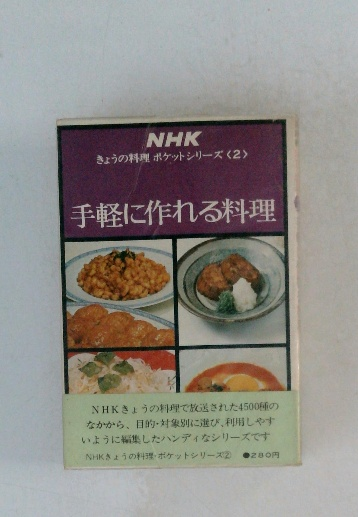 NHK
きょうの料理 ポケットシリーズ〈2〉
手軽に作れる料理
NHKきょうの料理で放送された4500種の
なかから、目的・対象別に選び、利用しやす
いように編集したハンディなシリーズです
NHKきょうの料理・ポケットシリーズ② ●280円